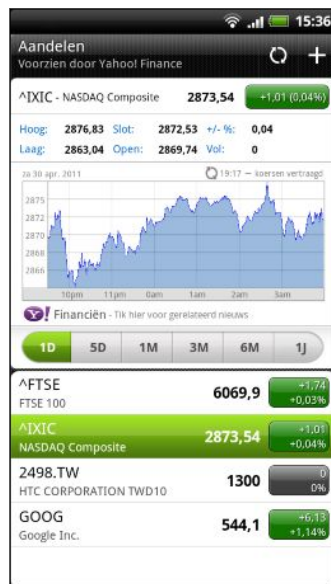 15:36
Aandelen
Voorzien door Yahoo! Finance
^IXIC - NASDAQ Composite 2873,54 +1,01 (0,04%)
Hoog: 2876,83 Slot: 2872,53 +/- %: 0,04
Laag: 2863,04 Open: 2869,74 Vol: 0
za 30 apr. 2011 19:17 – koersen vertraagd
2875
2872
2870
2868
2866
10pm 11pm 0am 1am 2am 3am
Y! Financiën - Tik hier voor gerelateerd nieuws
1D 5D 1M 3M 6M 1J
^FTSE 6069,9 +1,74
FTSE 100 +0,03%
^IXIC 2873,54 +1,01
NASDAQ Composite +0,04%
2498.TW 1300 0
HTC CORPORATION TWD10 0%
GOOG 544,1 +6,13
Google Inc. +1,14%